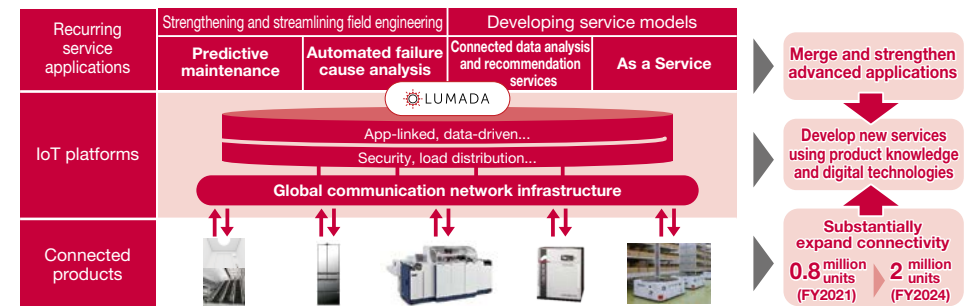 Recurring
service
applications
Strengthening and streamlining field engineering
Developing service models
Predictive
maintenance
Automated failure
cause analysis
Connected data analysis
and recommendation
services
As a Service
LUMADA
IoT platforms
App-linked, data-driven...
Security, load distribution...
Global communication network infrastructure
Connected
products
Merge and strengthen
advanced applications
Develop new services
using product knowledge
and digital technologies
Substantially
expand connectivity
0.8 million
units
(FY2021)
2 million
units
(FY2024)